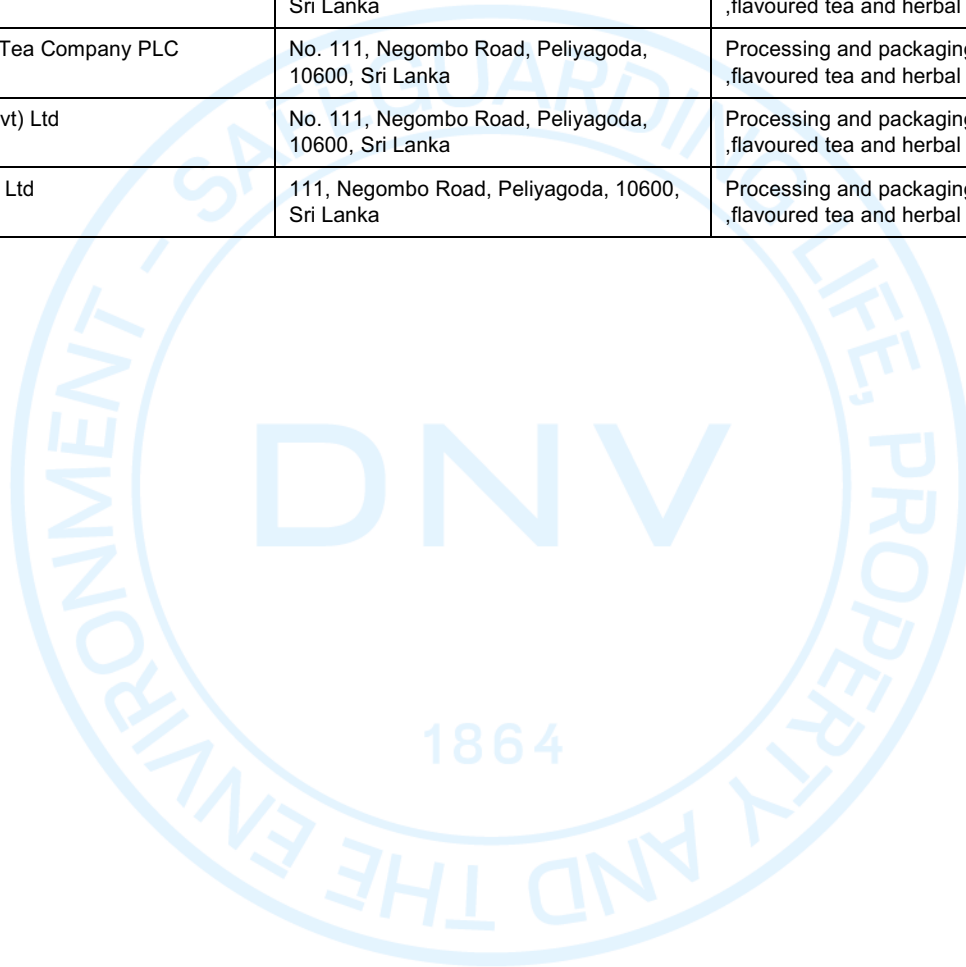 Sri Lanka ,flavoured tea and herbal
Tea Company PLC No. 111, Negombo Road, Peliyagoda, Processing and packaging
10600, Sri Lanka ,flavoured tea and herbal
vt) Ltd No. 111, Negombo Road, Peliyagoda, Processing and packaging
10600, Sri Lanka ,flavoured tea and herbal
Ltd 111, Negombo Road, Peliyagoda, 10600, Processing and packaging
Sri Lanka ,flavoured tea and herbal
SAFEGUARDING LIFE, PROPERTY AND THE ENVIRONMENT -
DNV
1864